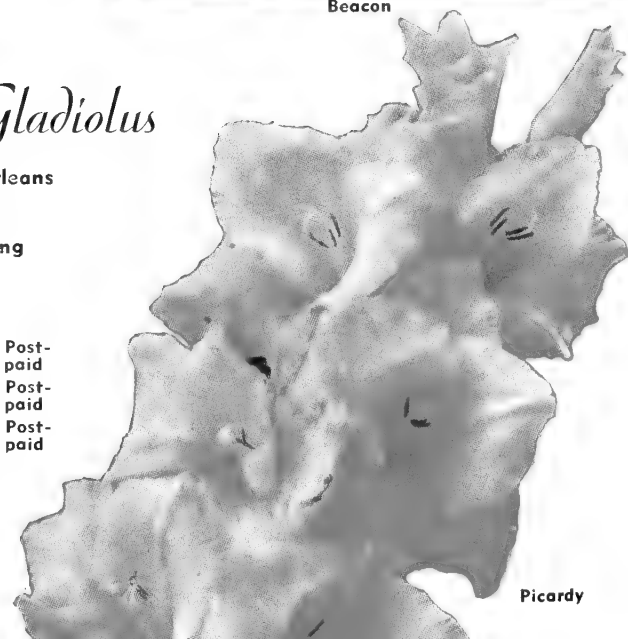 Beacon
Gladiolus
leans
ng
Post-
paid
Post-
paid
Post-
paid
Picardy